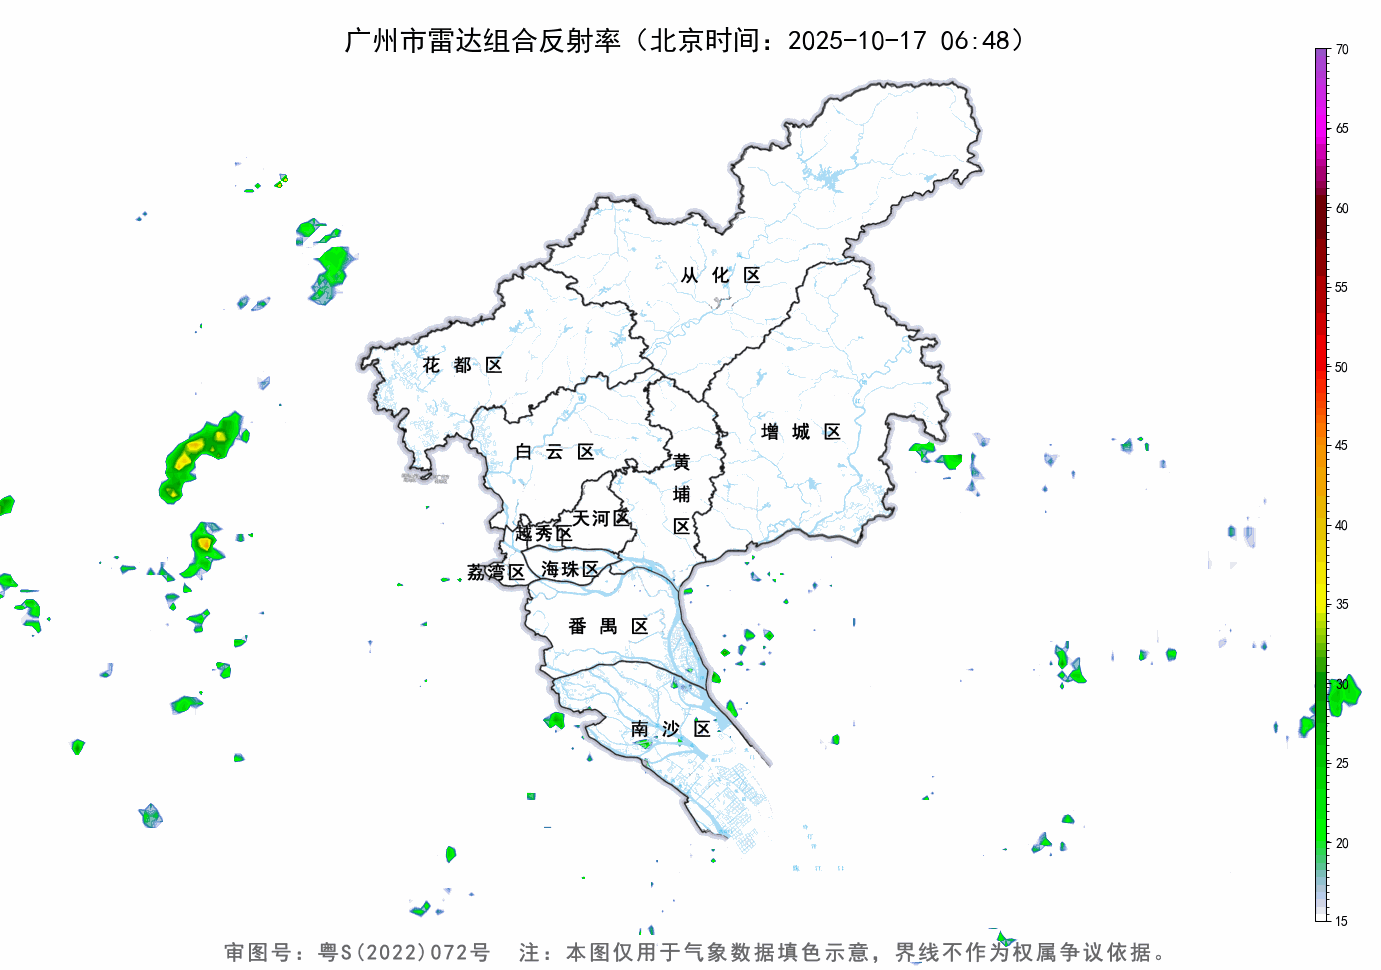 广州市雷达组合反射率（北京时间：2025-10-17 06:48）
70
65
60
55
50
45
40
35
30
25
20
15
从化区
花都区
增城区
白云区
黄埔区
天河区
越秀区
荔湾区
海珠区
番禺区
南沙区
审图号：粤S(2022)072号 注：本图仅用于气象数据填色示意，界线不作为权属争议依据。